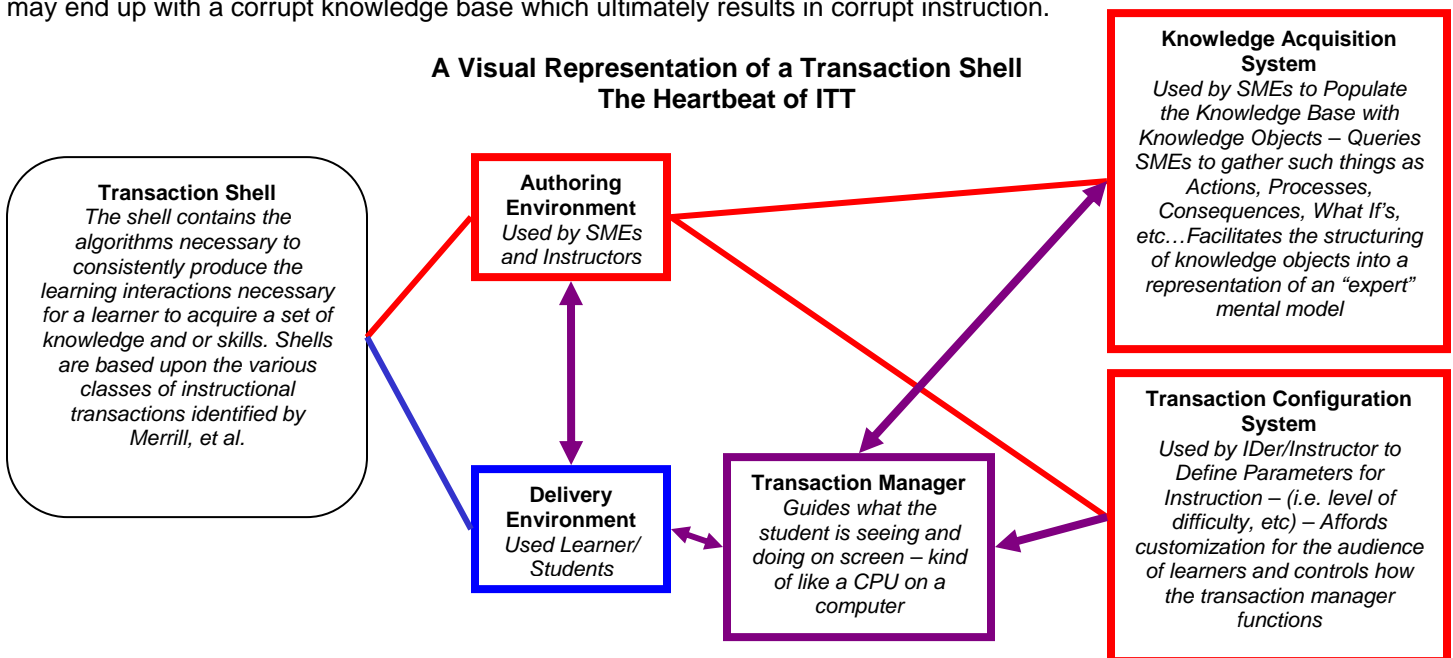 may end up with a corrupt knowledge base which ultimately results in corrupt instruction.
A Visual Representation of a Transaction Shell
The Heartbeat of ITT
Transaction Shell
The shell contains the
algorithms necessary to
consistently produce the
learning interactions necessary
for a learner to acquire a set of
knowledge and or skills. Shells
are based upon the various
classes of instructional
transactions identified by
Merrill, et al.
Authoring
Environment
Used by SMEs
and Instructors
Delivery
Environment
Used Learner/
Students
Transaction Manager
Guides what the
student is seeing and
doing on screen – kind
of like a CPU on a
computer
Knowledge Acquisition
System
Used by SMEs to Populate
the Knowledge Base with
Knowledge Objects – Queries
SMEs to gather such things as
Actions, Processes,
Consequences, What If’s,
etc…Facilitates the structuring
of knowledge objects into a
representation of an “expert”
mental model
Transaction Configuration
System
Used by IDer/Instructor to
Define Parameters for
Instruction – (i.e. level of
difficulty, etc) – Affords
customization for the audience
of learners and controls how
the transaction manager
functions